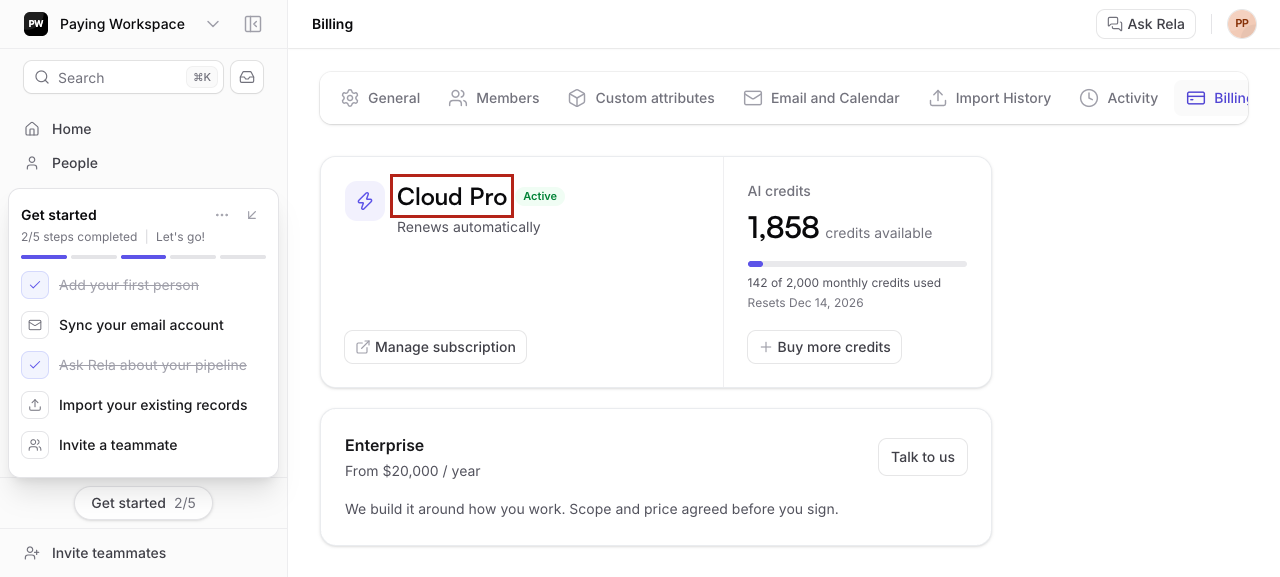 PW Paying Workspace
Search ⌘K
Home
People
Get started
2/5 steps completed Let's go!
Add your first person
Sync your email account
Ask Rela about your pipeline
Import your existing records
Invite a teammate
Get started 2/5
Invite teammates
Billing
Ask Rela PP
General Members Custom attributes Email and Calendar Import History Activity Billing
Cloud Pro Active
Renews automatically
Manage subscription
AI credits
1,858 credits available
142 of 2,000 monthly credits used
Resets Dec 14, 2026
Buy more credits
Enterprise
From $20,000 / year
Talk to us
We build it around how you work. Scope and price agreed before you sign.